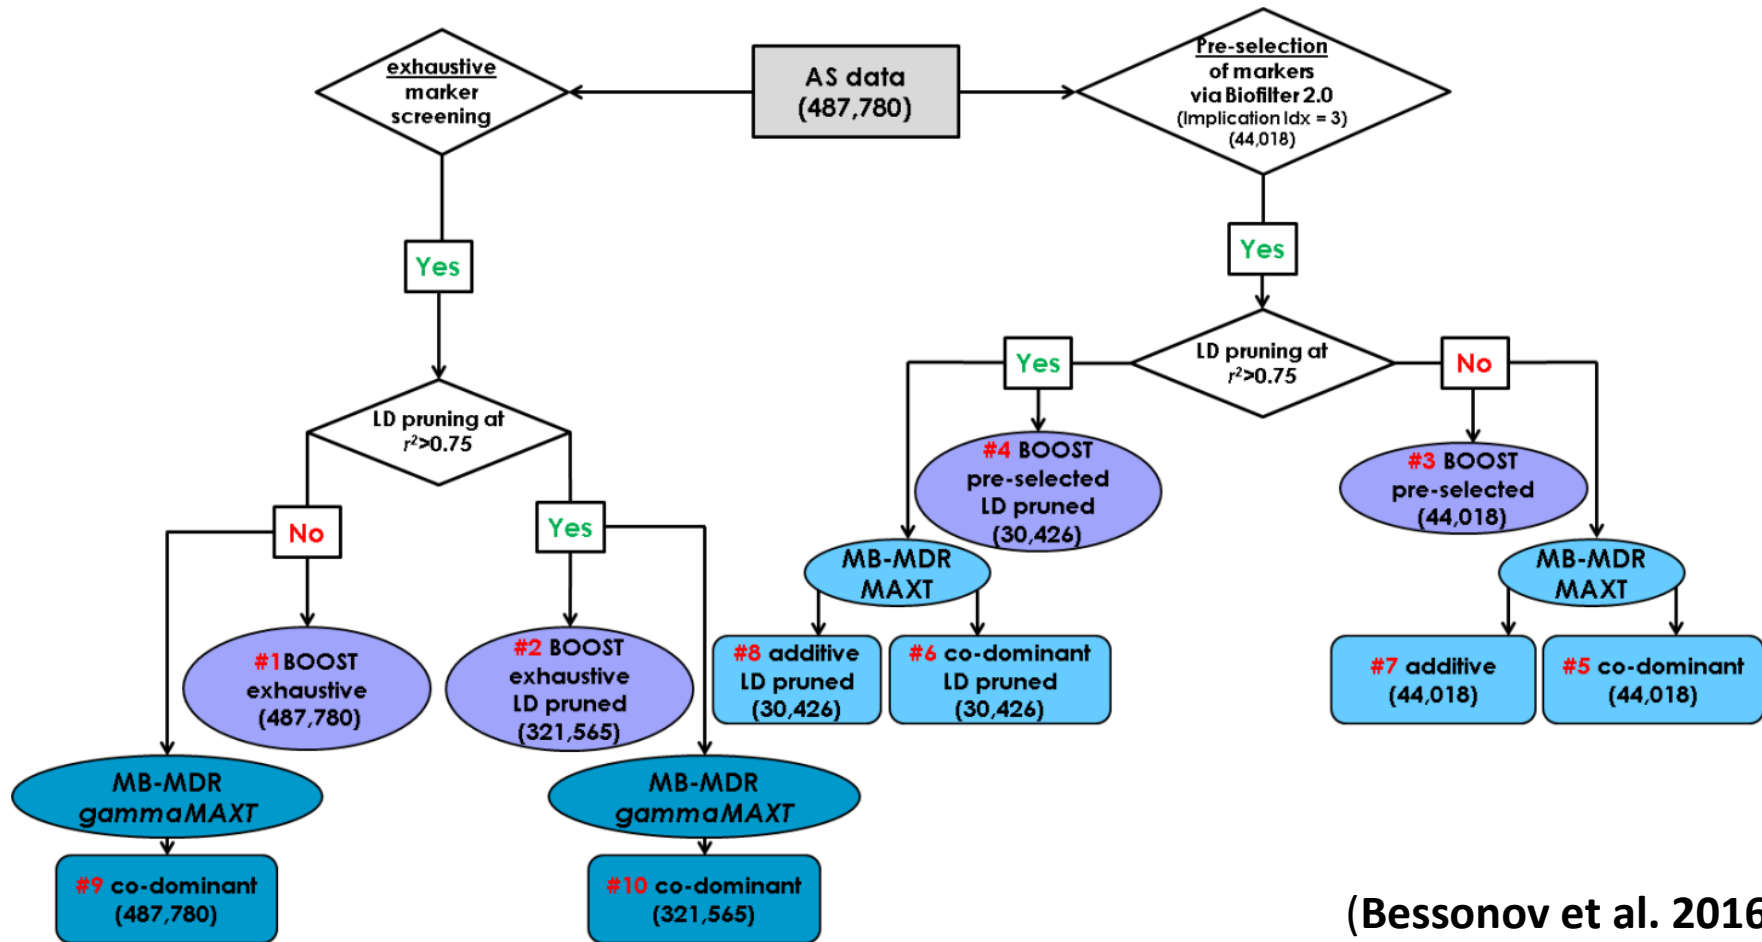 exhaustive
marker
screening
AS data
(487,780)
Pre-selection
of markers
via Biofilter 2.0
(Implication Idx = 3)
(44,018)
Yes
Yes
LD pruning at
r²>0.75
Yes
No
LD pruning at
r²>0.75
#4 BOOST
pre-selected
LD pruned
(30,426)
#3 BOOST
pre-selected
(44,018)
No
Yes
MB-MDR
MAXT
MB-MDR
MAXT
#1BOOST
exhaustive
(487,780)
#2 BOOST
exhaustive
LD pruned
(321,565)
#8 additive
LD pruned
(30,426)
#6 co-dominant
LD pruned
(30,426)
#7 additive
(44,018)
#5 co-dominant
(44,018)
MB-MDR
gammaMAXT
MB-MDR
gammaMAXT
#9 co-dominant
(487,780)
#10 co-dominant
(321,565)
(Bessonov et al. 2016